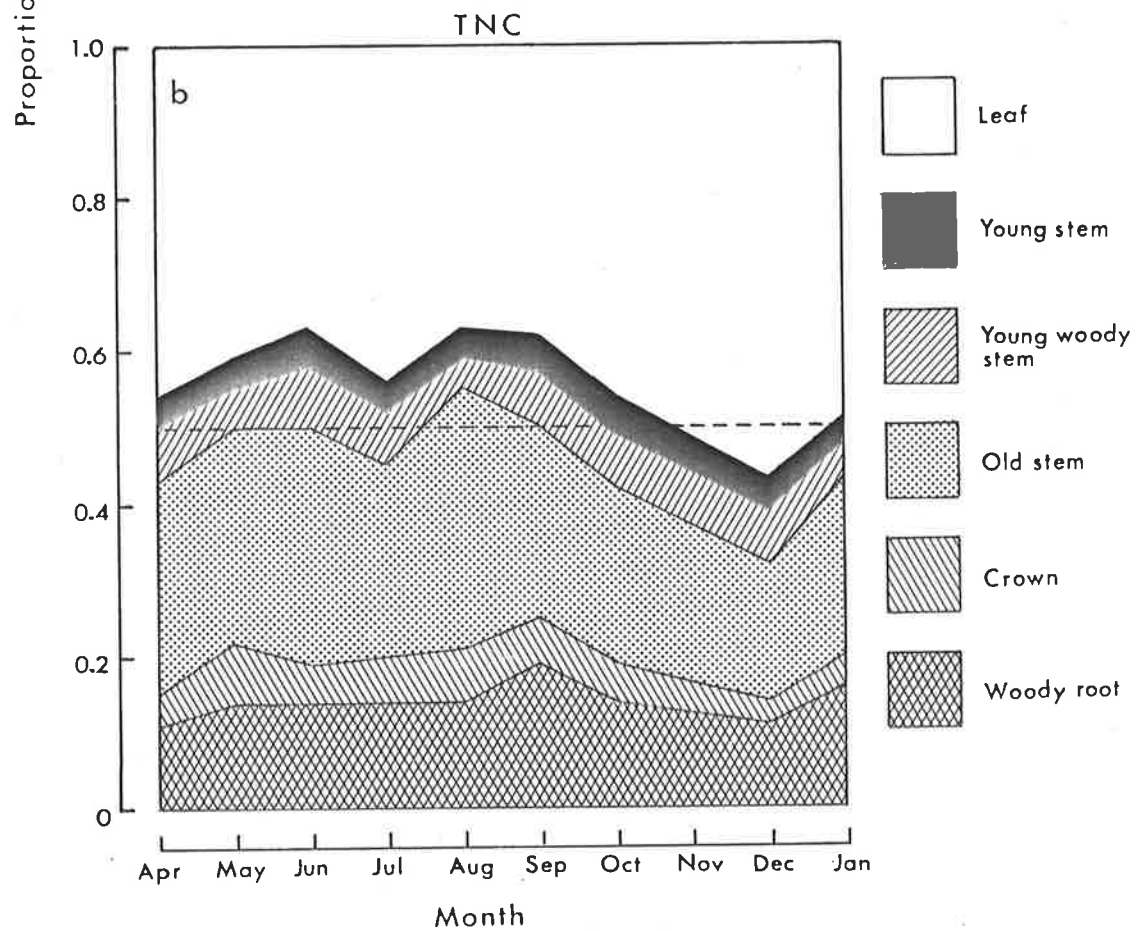 TNC
1.0
b
0.8
0.6
0.4
0.2
0
Apr May Jun Jul Aug Sep Oct Nov Dec Jan
Month
Leaf
Young stem
Young woody
stem
Old stem
Crown
Woody root